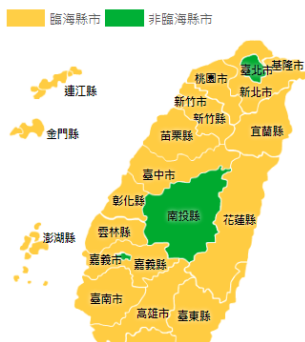 臨海縣市 非臨海縣市
臺北市
基隆市
桃園市
新北市
連江縣
新竹市
新竹縣
金門縣
苗栗縣
宜蘭縣
臺中市
彰化縣
南投縣
花蓮縣
雲林縣
澎湖縣
嘉義市
嘉義縣
臺南市
高雄市
臺東縣